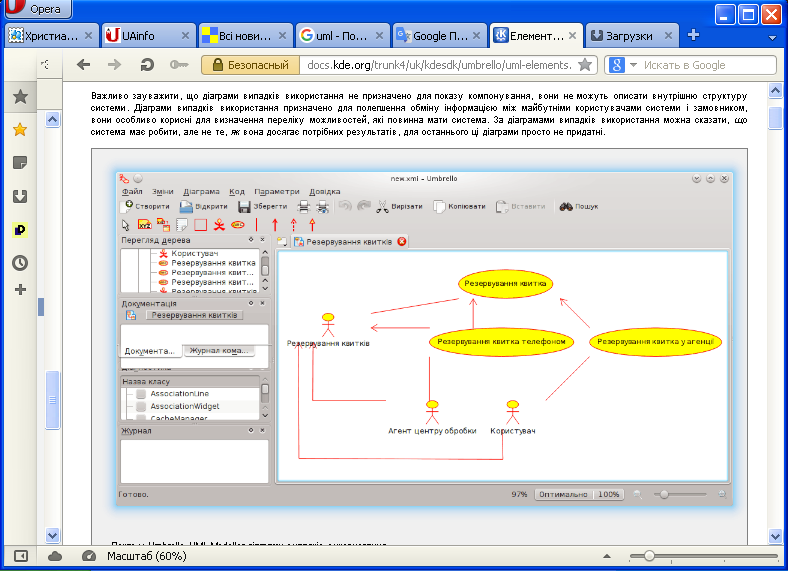 Opera
Христиа...
UAinfo
Всі нови...
uml - По...
Google П...
Елемент...
Загрузки
Безопасный
docs.kde.org/trunk4/uk/kdesdk/umbrello/uml-elements.
Искать в Google
Важливо зауважити, що діаграми випадків використання не призначено для показу компонування, вони не можуть описати внутрішню структуру
системи. Діаграми випадків використання призначено для полегшення обміну інформацією між майбутніми користувачами системи і замовником,
вони особливо корисні для визначення переліку можливостей, які повинна мати система. За діаграмами випадків використання можна сказати, що
система має робити, але не те, як вона досягає потрібних результатів, для останнього ці діаграми просто не придатні.
new.xmi – Umbrello
Файл Зміни Діаграма Код Параметри Довідка
Створити Відкрити Зберегти Вирізати Копіювати Вставити Пошук
Перегляд дерева
Користувач
Резервування квитка
Резервування квит...
Резервування квит...
Резервування квитків
Документація
Резервування квитків
Документа...
Журнал кома...
Назва класу
AssociationLine
AssociationWidget
CacheManager
Журнал
Готово.
Резервування квитків
Резервування квитка
Резервування квитків
Резервування квитка телефоном
Резервування квитка у агенції
Агент центру обробки
Користувач
97%
Оптимально
100%
Масштаб (60%)